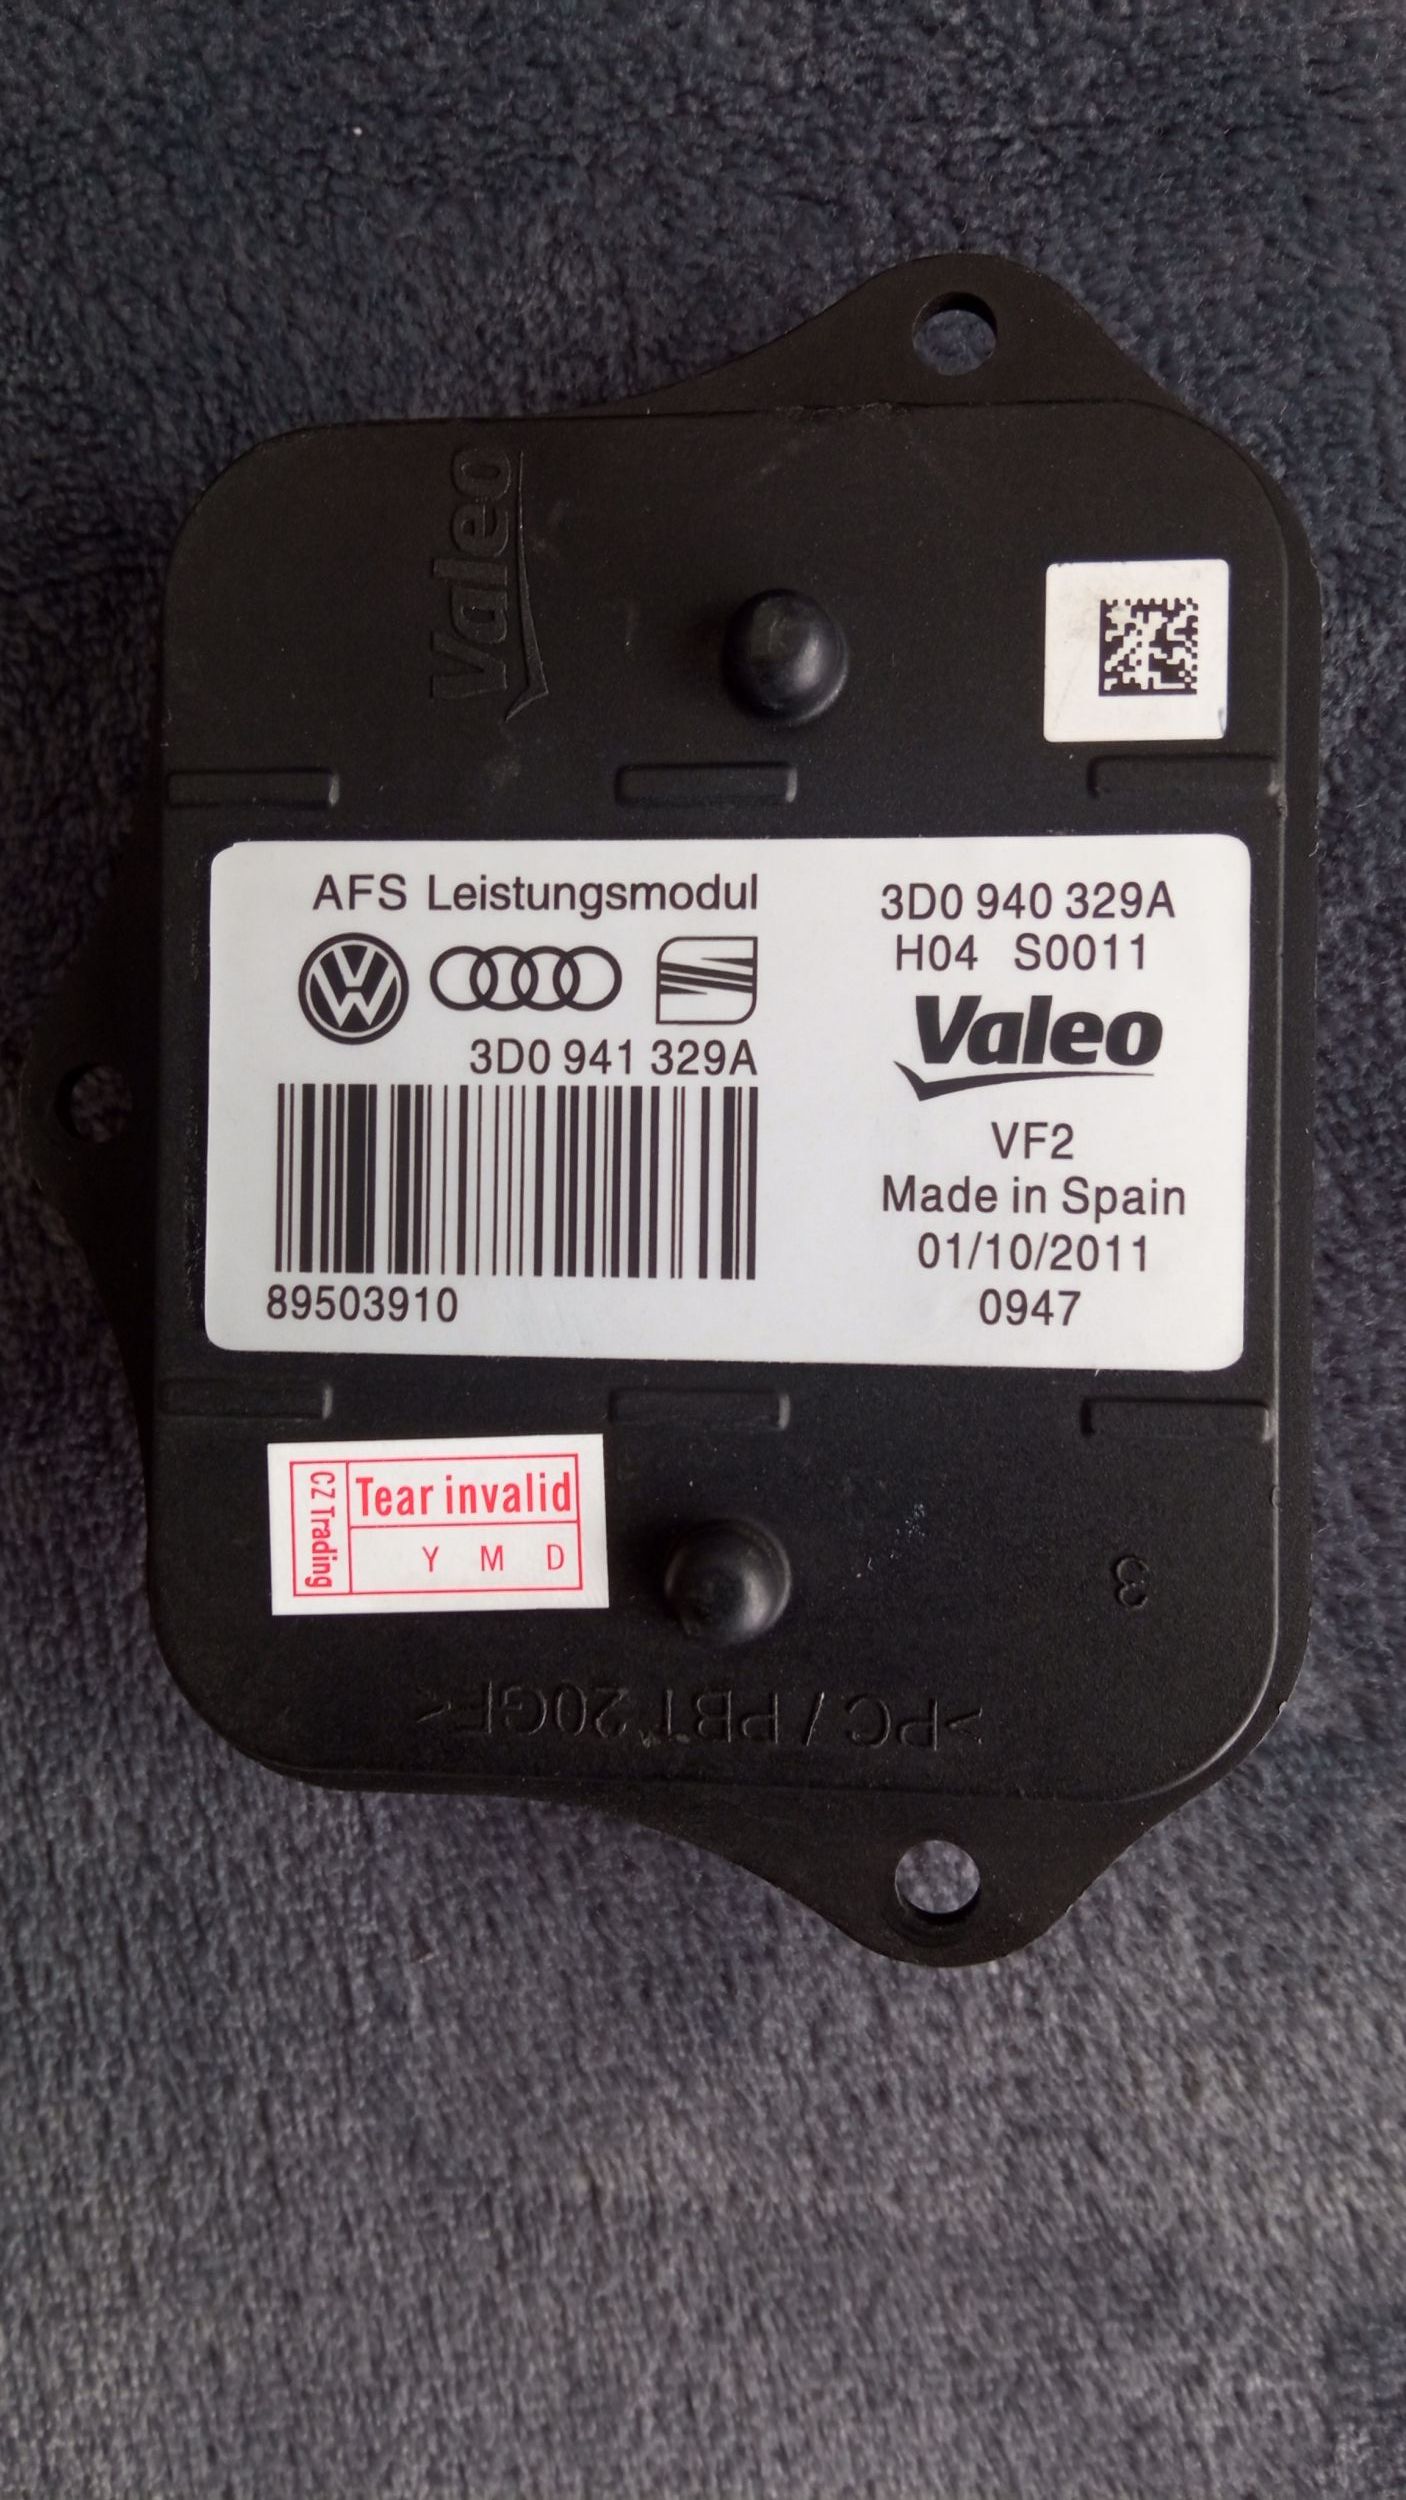 Valeo
AFS Leistungsmodul
3D0 941 329A
89503910
3D0 940 329A
H04 S0011
Valeo
VF2
Made in Spain
01/10/2011
0947
CZ Trading
Tear invalid
Y M D
3
>PC / PBT 20GF<